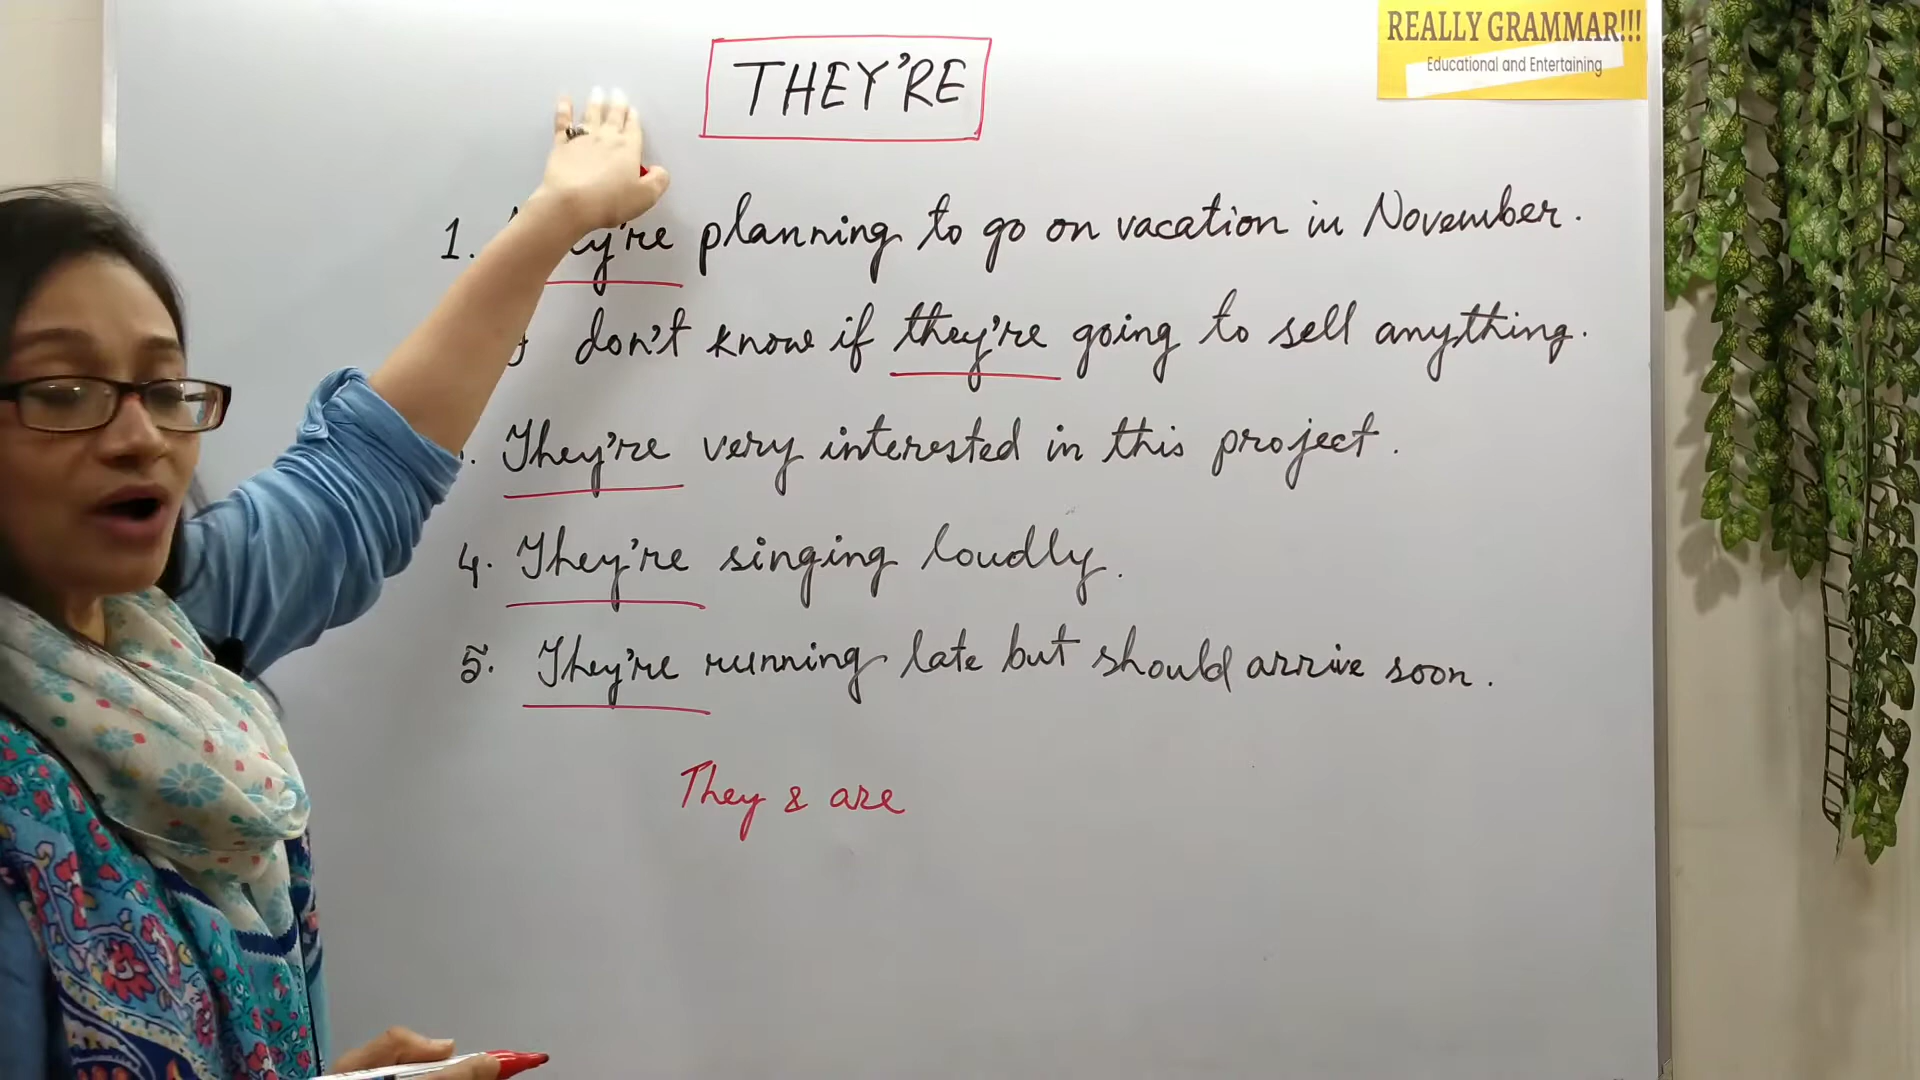 REALLY GRAMMAR!!!
Educational and Entertaining
THEY'RE
1. planning to go on vacation in November.
don't know if they're going to sell anything.
They're very interested in this project.
4. They're singing loudly.
5. They're running late but should arrive soon.
They & are